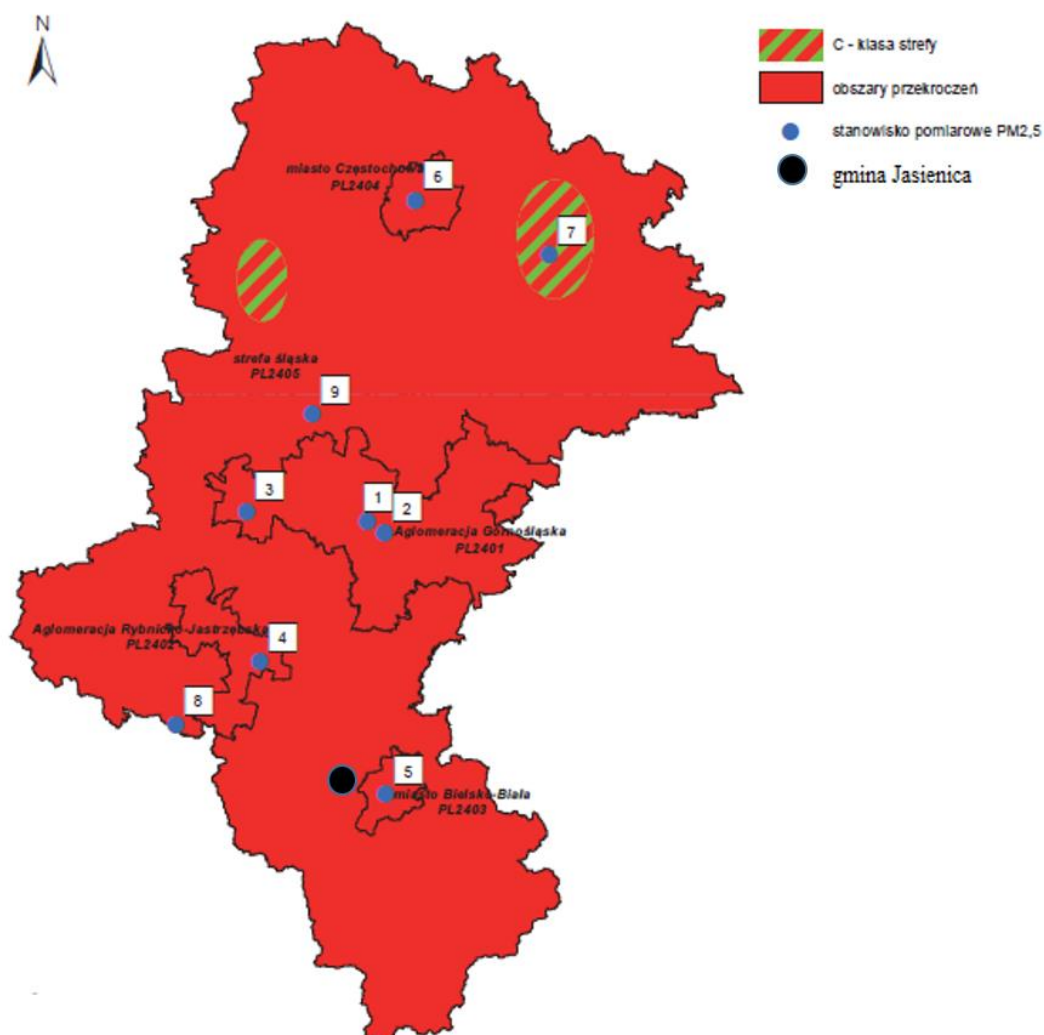 N
C - klasa strefy
obszary przekroczeń
stanowisko pomiarowe PM2,5
gmina Jasienica
miasto Częstochowa
PL2404
6
7
strefa śląska
PL2405
9
3
1
2
Aglomeracja Górnośląska
PL2401
Aglomeracja Rybnicko-Jastrzębska
PL2402
4
8
5
miasto Bielsko-Biała
PL2403